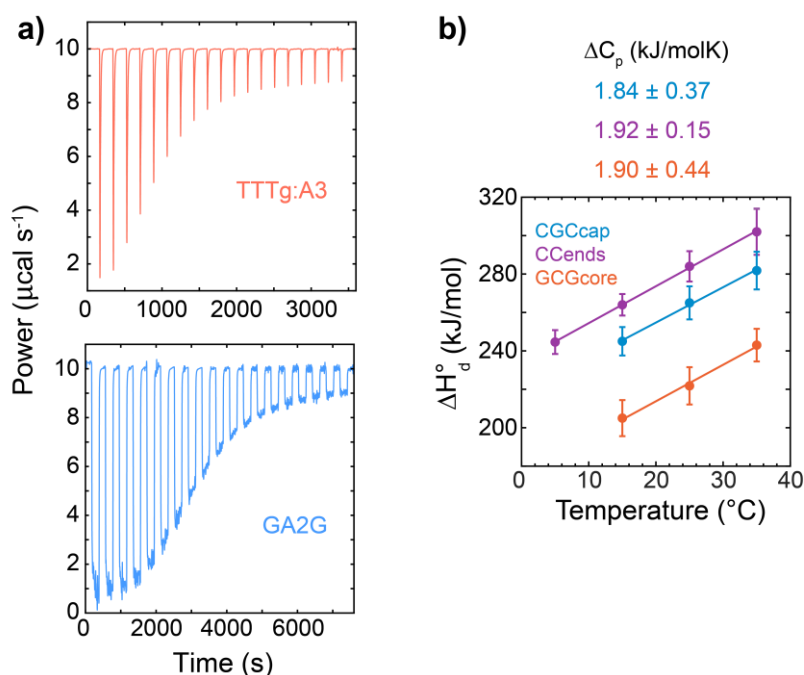 a)
10
8
6
4
2
TTTg:A3
0
1000
2000
3000
10
8
6
4
2
0
GA2G
0
2000
4000
6000
Power (μcal s⁻¹)
Time (s)
b)
ΔCp (kJ/molK)
1.84 ± 0.37
1.92 ± 0.15
1.90 ± 0.44
320
280
240
200
CGCcap
CCends
GCGcore
ΔH°d (kJ/mol)
0
10
20
30
40
Temperature (°C)